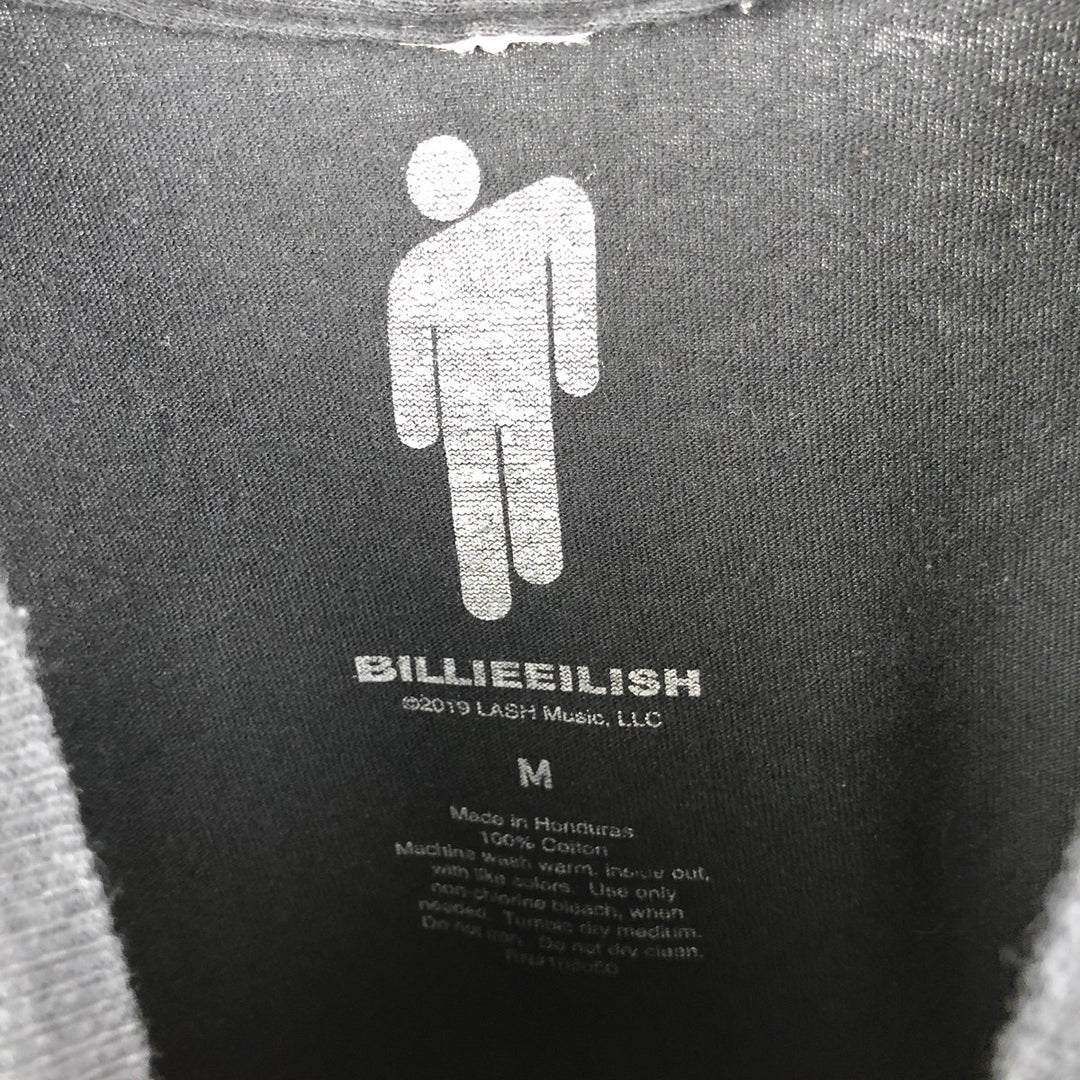 BILLIEEILISH
©2019 LASH Music, LLC
M
Made in Honduras
100% Cotton
Machine wash warm, inside out,
with like colors. Use only
non-chlorine bleach, when
needed. Tumble dry medium.
Do not iron. Do not dry clean.